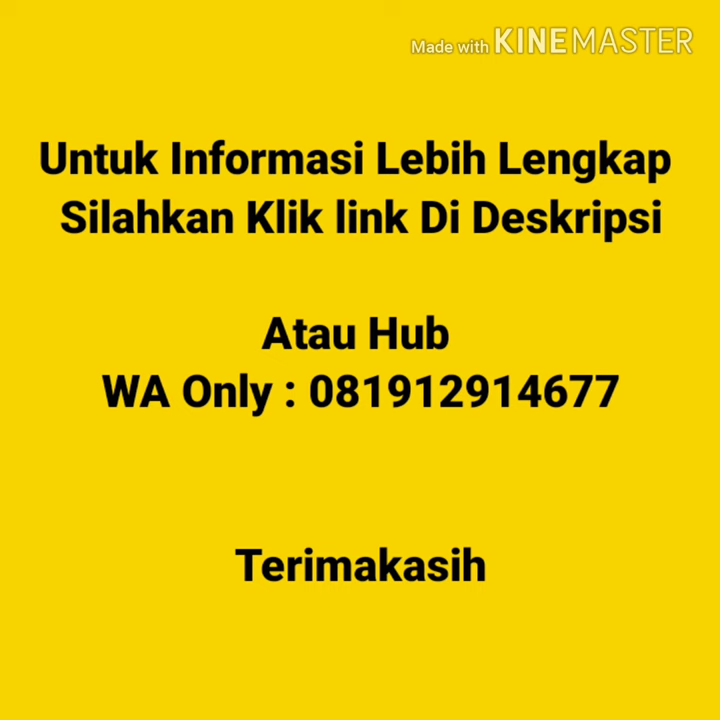 Made with KINEMASTER
Untuk Informasi Lebih Lengkap
Silahkan Klik link Di Deskripsi
Atau Hub
WA Only : 081912914677
Terimakasih